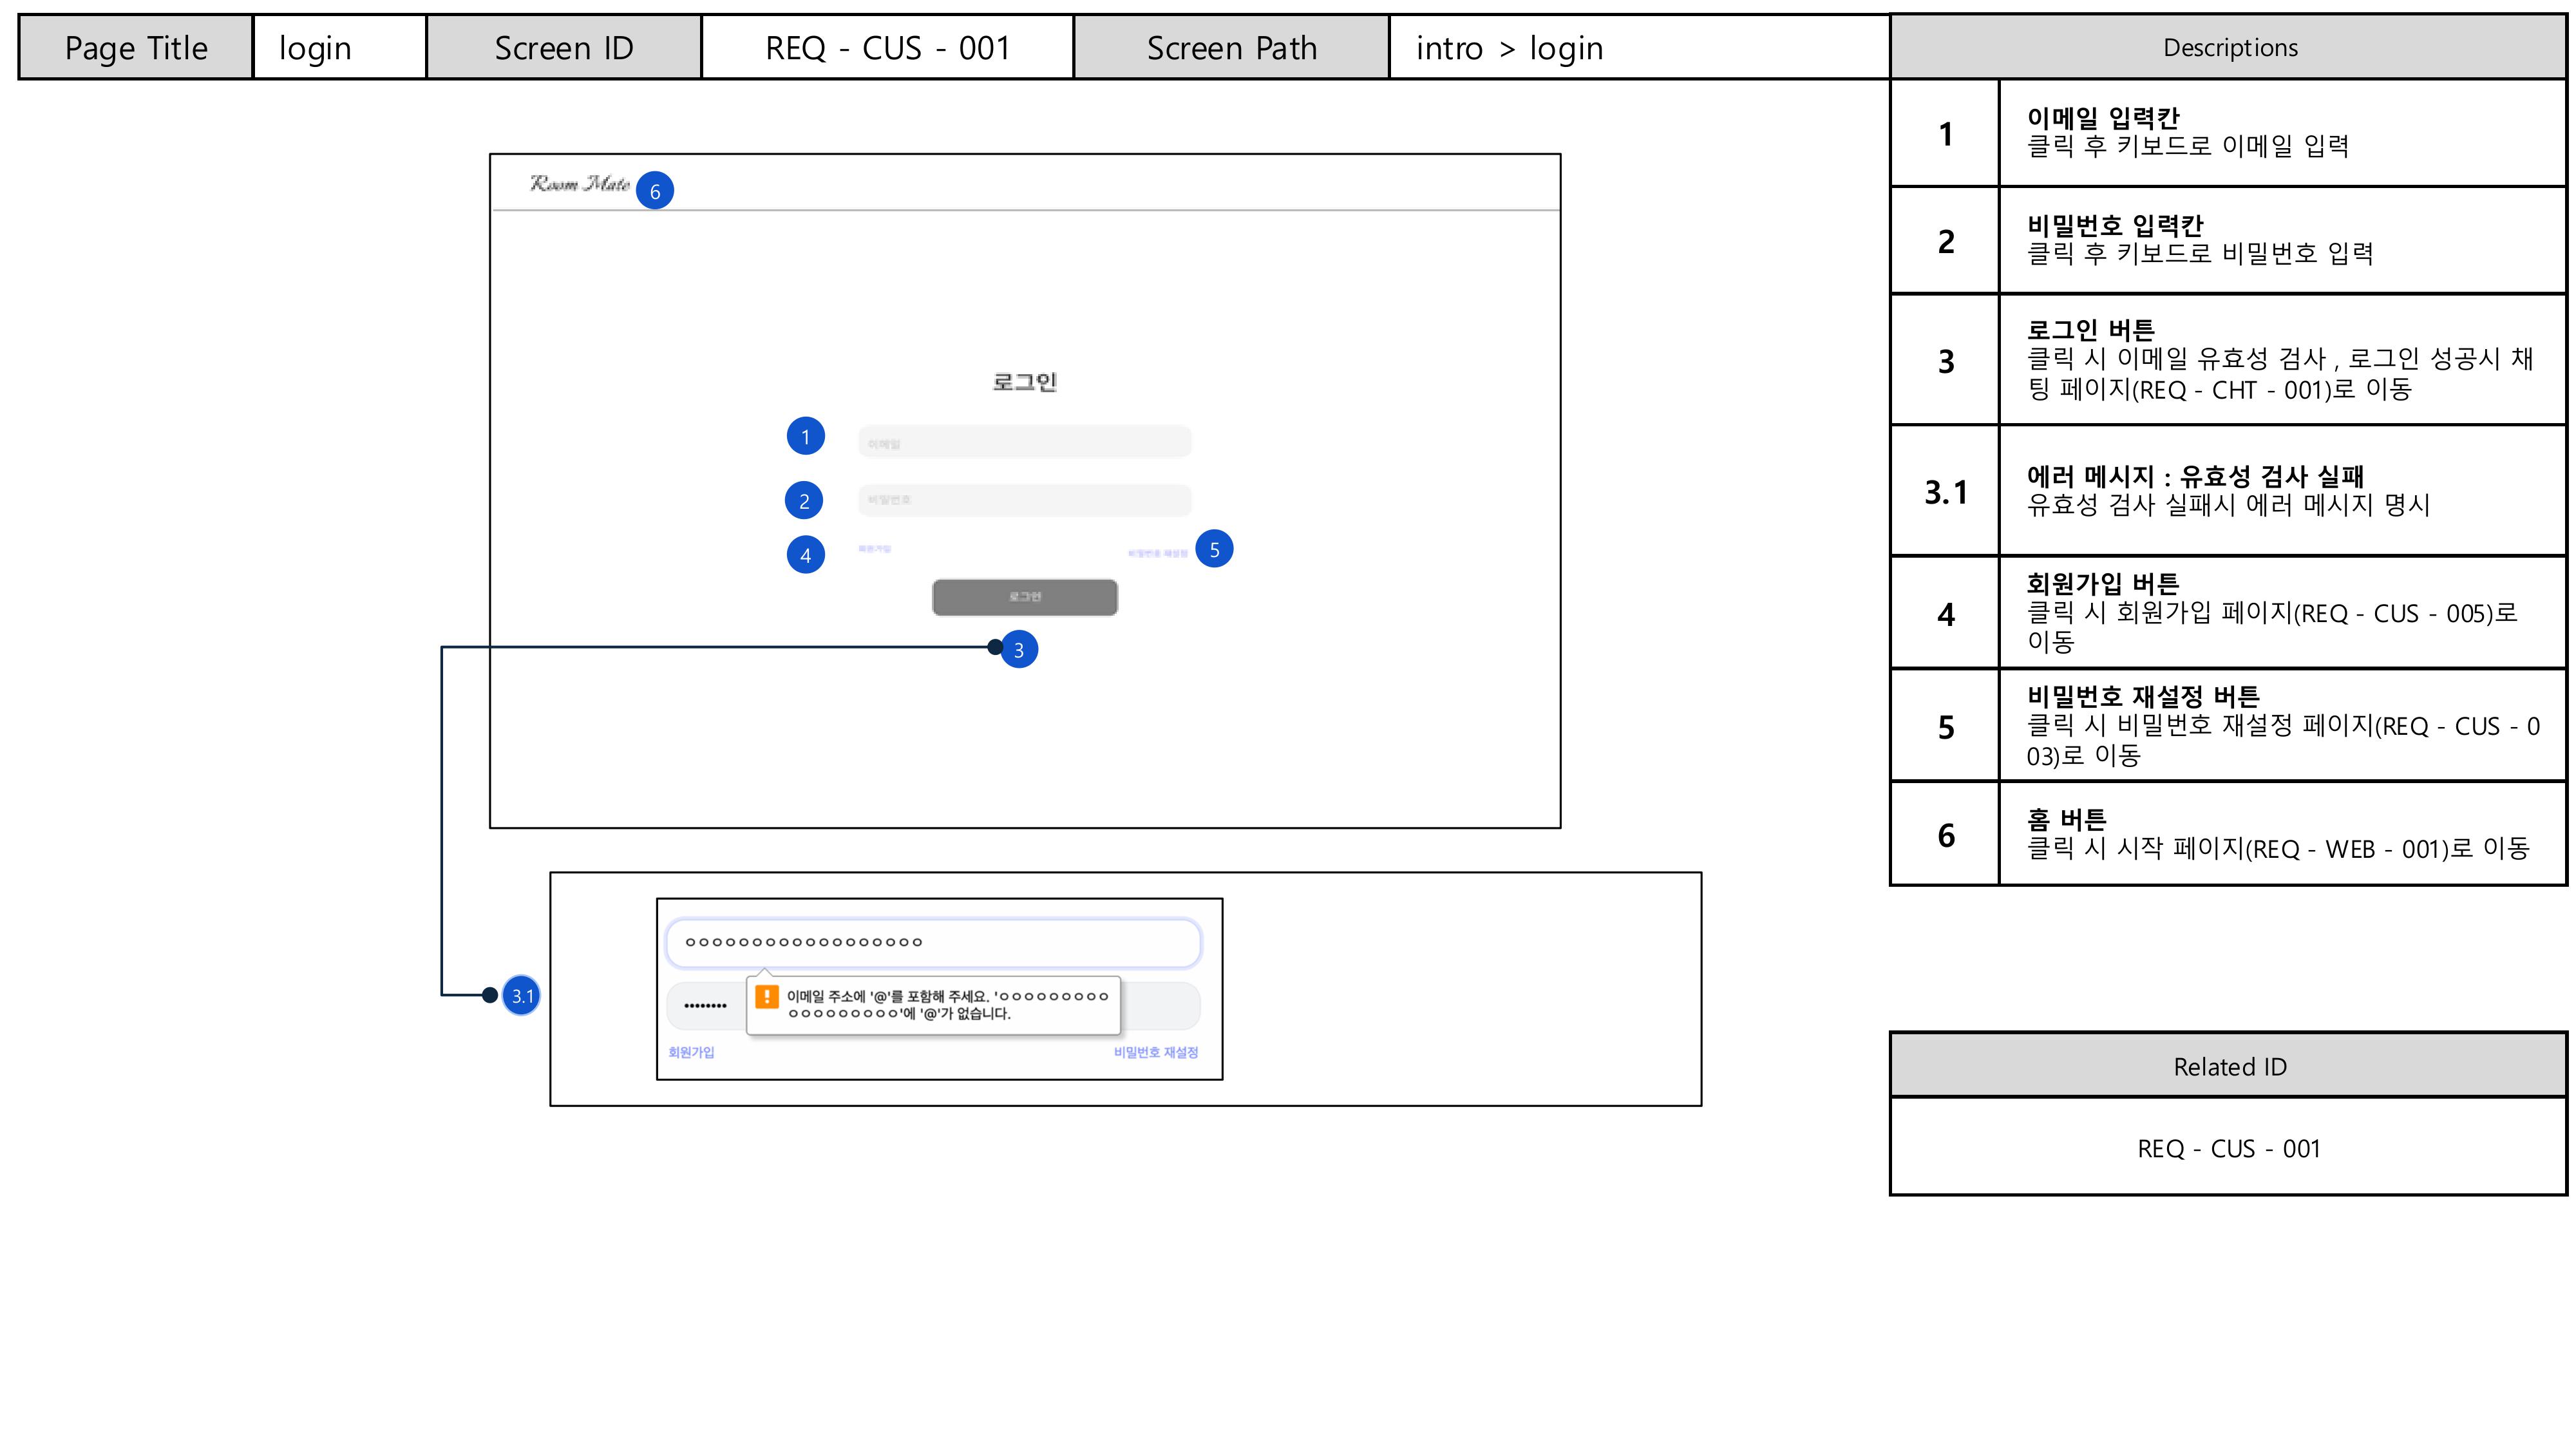 Page Title login Screen ID REQ - CUS - 001 Screen Path intro > login
Room Mate 6
로그인
1 이메일
2 비밀번호
4 회원가입 비밀번호 재설정 5
로그인
3
3.1
ㅇㅇㅇㅇㅇㅇㅇㅇㅇㅇㅇㅇㅇㅇㅇㅇㅇㅇ
••••••••
! 이메일 주소에 '@'를 포함해 주세요. 'ㅇㅇㅇㅇㅇㅇㅇㅇㅇ
ㅇㅇㅇㅇㅇㅇㅇㅇㅇ'에 '@'가 없습니다.
회원가입 비밀번호 재설정
Descriptions
1
이메일 입력칸
클릭 후 키보드로 이메일 입력
2
비밀번호 입력칸
클릭 후 키보드로 비밀번호 입력
3
로그인 버튼
클릭 시 이메일 유효성 검사 , 로그인 성공시 채
팅 페이지(REQ - CHT - 001)로 이동
3.1
에러 메시지 : 유효성 검사 실패
유효성 검사 실패시 에러 메시지 명시
4
회원가입 버튼
클릭 시 회원가입 페이지(REQ - CUS - 005)로
이동
5
비밀번호 재설정 버튼
클릭 시 비밀번호 재설정 페이지(REQ - CUS - 0
03)로 이동
6
홈 버튼
클릭 시 시작 페이지(REQ - WEB - 001)로 이동
Related ID
REQ - CUS - 001